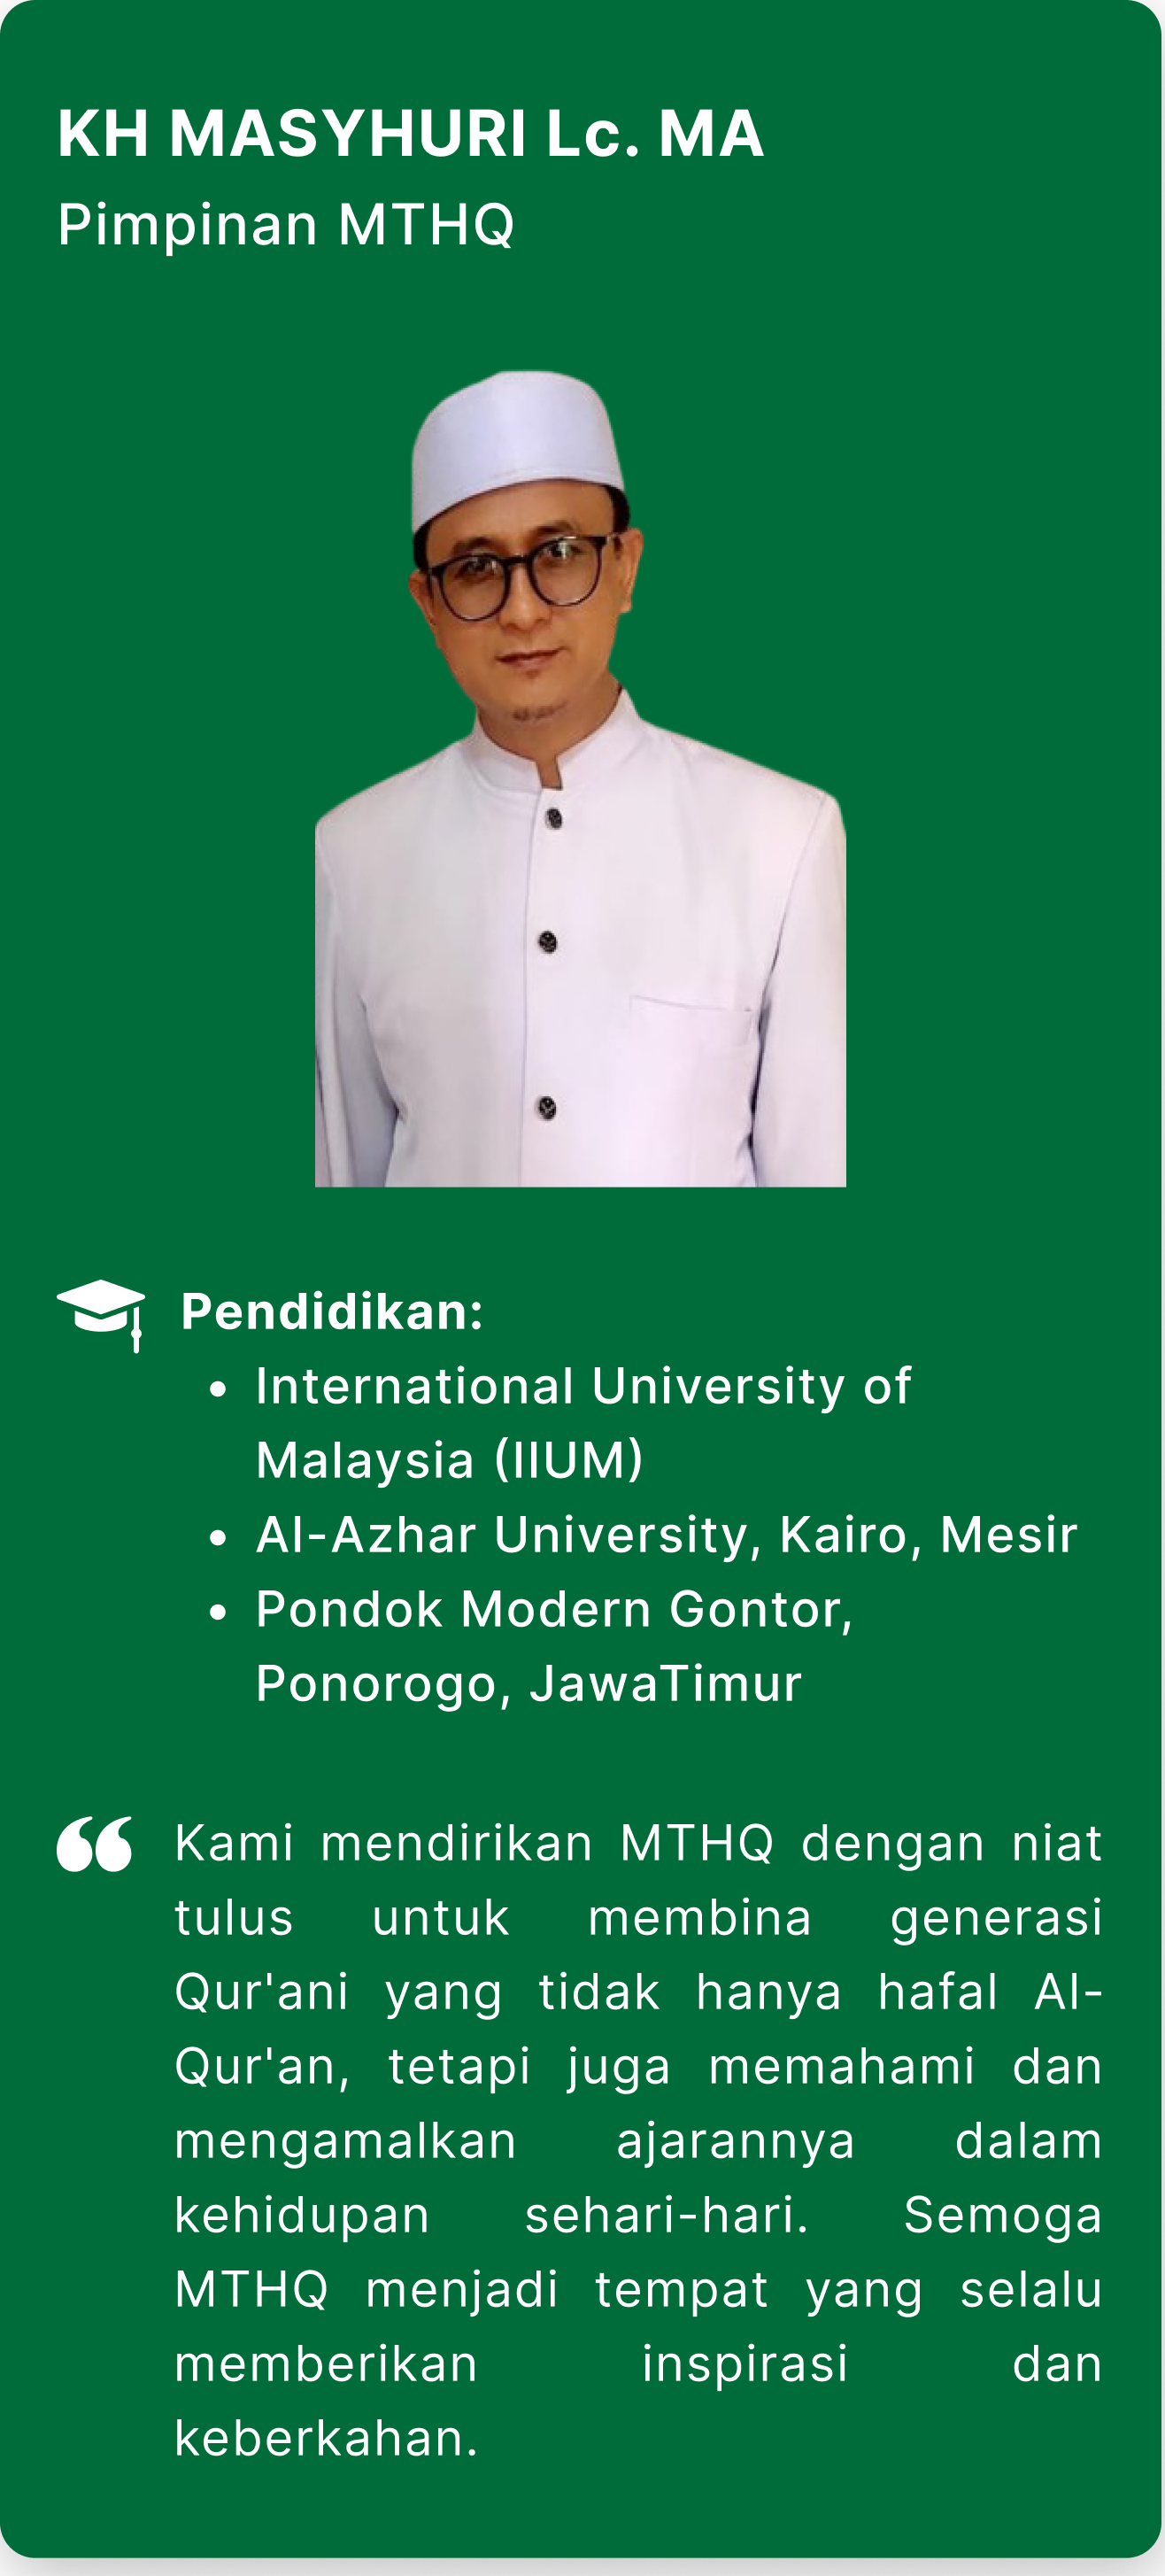 KH MASYHURI Lc. MA
Pimpinan MTHQ
Pendidikan:
• International University of
Malaysia (IIUM)
• Al-Azhar University, Kairo, Mesir
• Pondok Modern Gontor,
Ponorogo, JawaTimur
Kami mendirikan MTHQ dengan niat
tulus untuk membina generasi
Qur'ani yang tidak hanya hafal Al-
Qur'an, tetapi juga memahami dan
mengamalkan ajarannya dalam
kehidupan sehari-hari. Semoga
MTHQ menjadi tempat yang selalu
memberikan inspirasi dan
keberkahan.